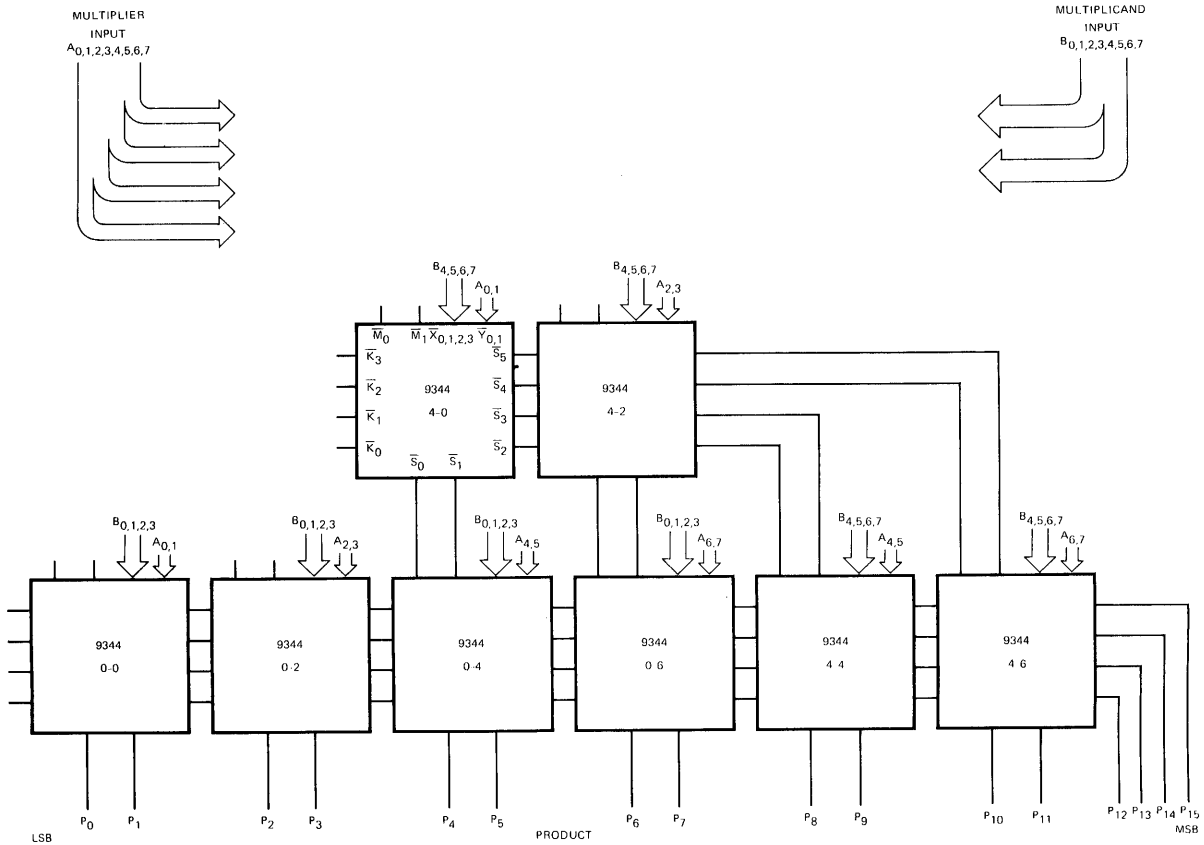 MULTIPLIER
INPUT
A0,1,2,3,4,5,6,7
MULTIPLICAND
INPUT
B0,1,2,3,4,5,6,7
B4,5,6,7
A0,1
B4,5,6,7
A2,3
M̅0
M̅1
X̅0,1,2,3
Y̅0,1
K̅3
S̅5
K̅2
9344
S̅4
9344
K̅1
4-0
S̅3
4-2
K̅0
S̅2
S̅0
S̅1
B0,1,2,3
A0,1
B0,1,2,3
A2,3
B0,1,2,3
A4,5
B0,1,2,3
A6,7
B4,5,6,7
A4,5
B4,5,6,7
A6,7
9344
0-0
9344
0-2
9344
0-4
9344
0 6
9344
4 4
9344
4 6
P0 P1 P2 P3 P4 P5 P6 P7 P8 P9 P10 P11 P12 P13 P14 P15
LSB
PRODUCT
MSB